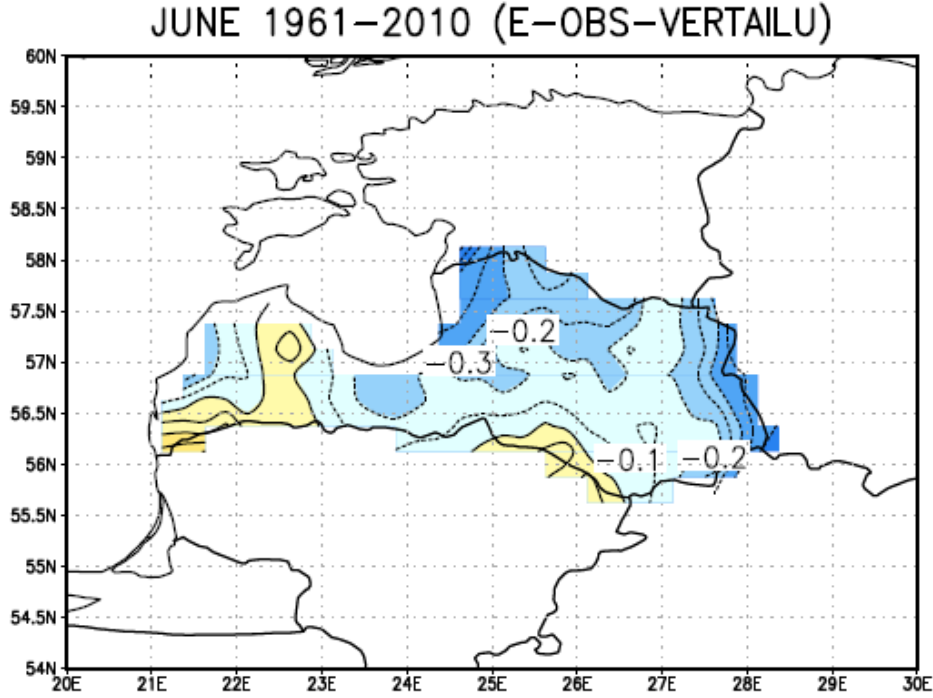 JUNE 1961-2010 (E-OBS-VERTAILU)
60N
59.5N
59N
58.5N
58N
57.5N
-0.2
57N
-0.3
56.5N
56N
-0.1
-0.2
55.5N
55N
54.5N
54N
20E 21E 22E 23E 24E 25E 26E 27E 28E 29E 30E